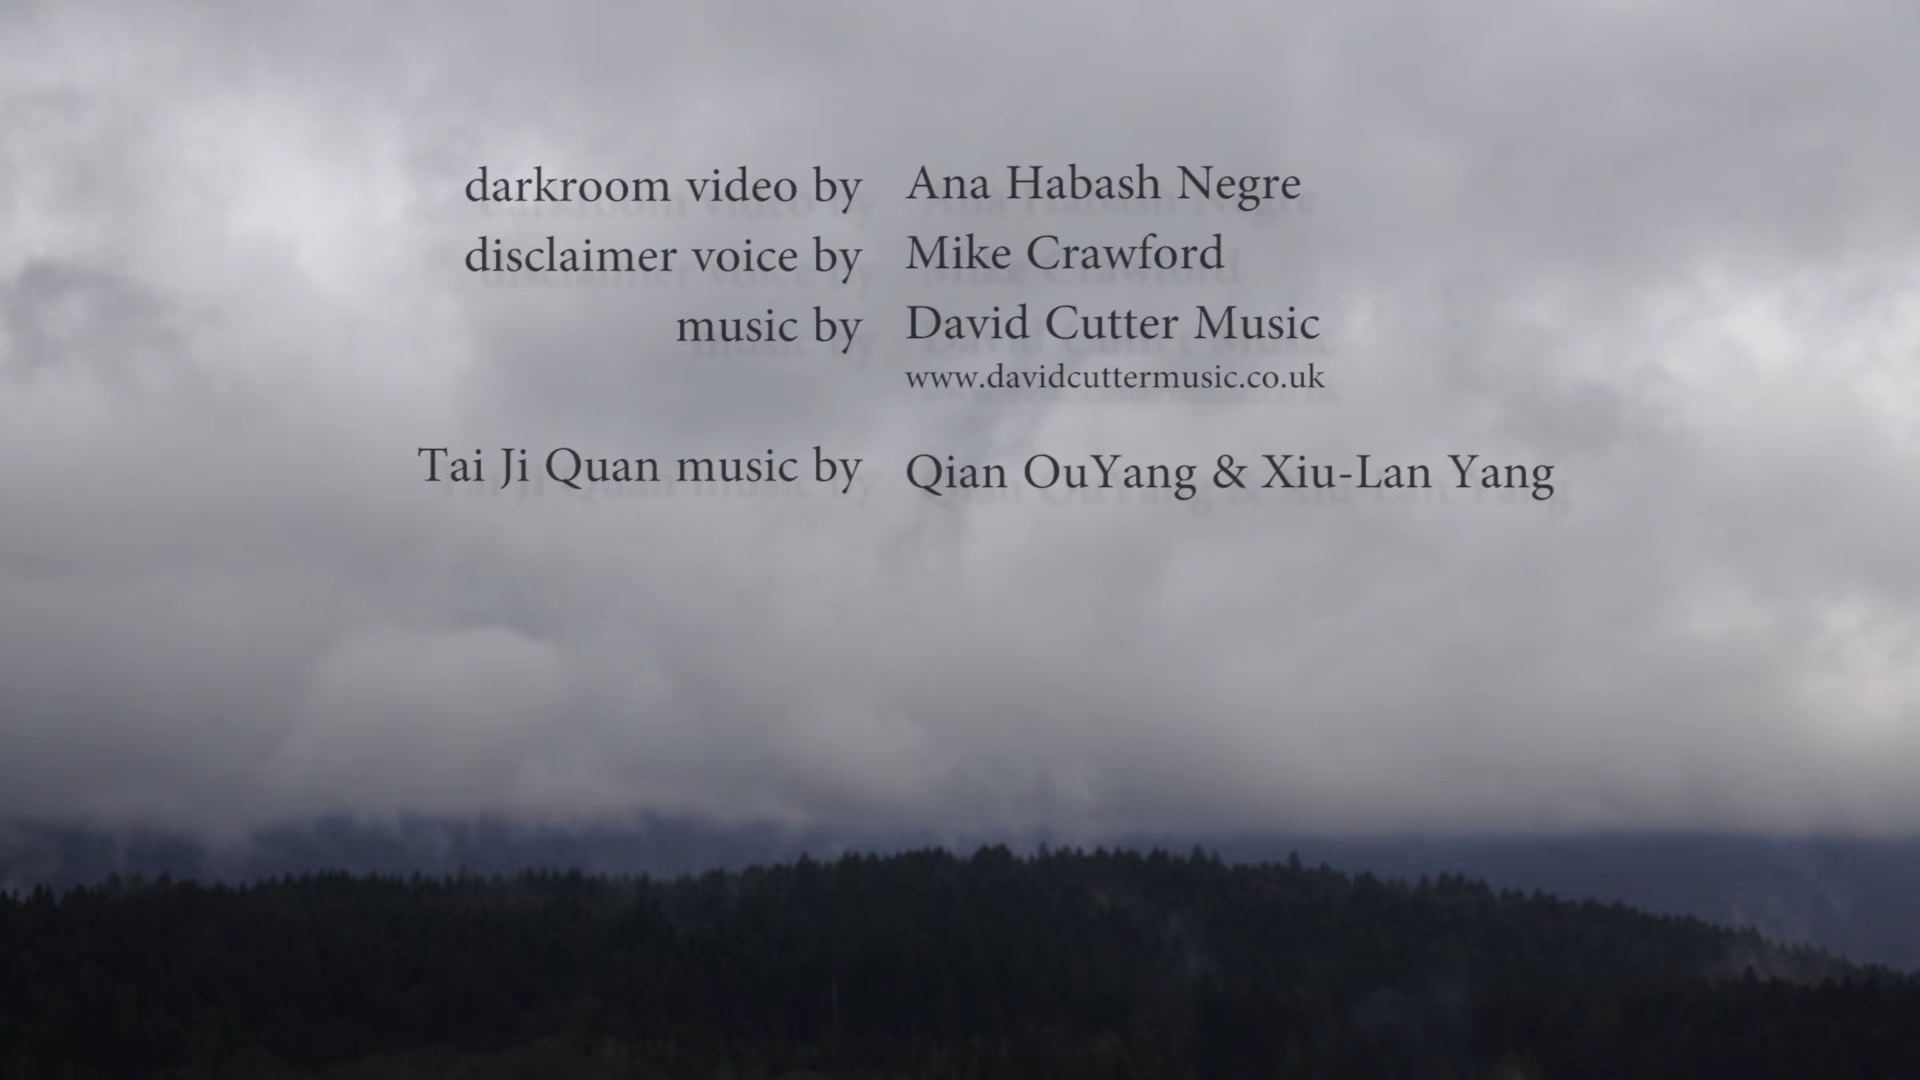 darkroom video by Ana Habash Negre
disclaimer voice by Mike Crawford
music by David Cutter Music
www.davidcuttermusic.co.uk
Tai Ji Quan music by Qian OuYang & Xiu-Lan Yang